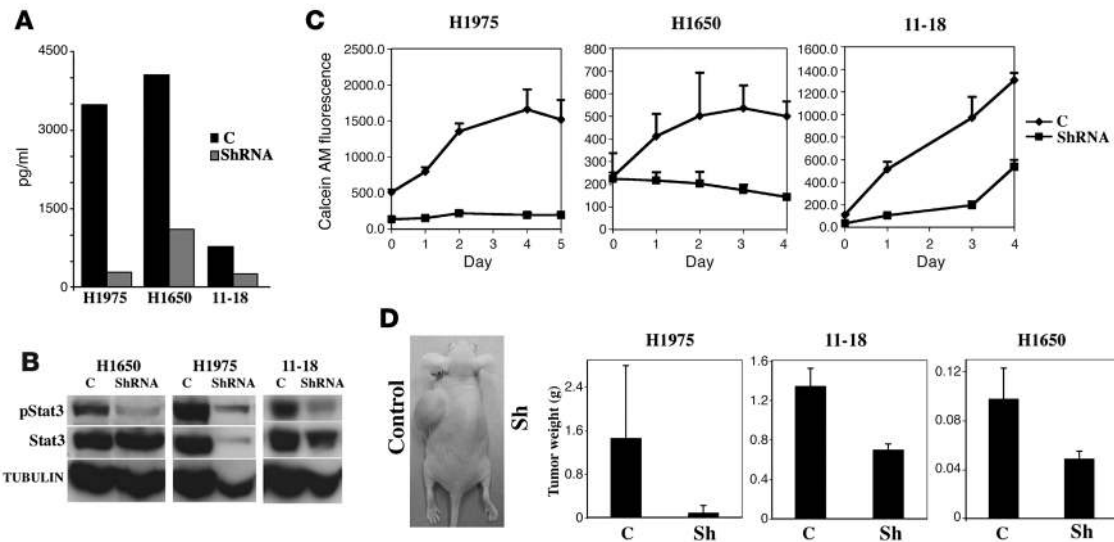 A
4500
3000
1500
0
pg/ml
C
ShRNA
H1975 H1650 11-18
B
H1650 H1975 11-18
C ShRNA C ShRNA C ShRNA
pStat3
Stat3
TUBULIN
C
H1975 H1650 11-18
Calcein AM fluorescence
2500.0
2000.0
1500.0
1000.0
500.0
0.0
0 1 2 3 4 5
Day
800
700
600
500
400
300
200
100
0
0 1 2 3 4
Day
1600.0
1400.0
1200.0
1000.0
800.0
600.0
400.0
200.0
0.0
0 1 2 3 4
Day
C
ShRNA
D
Control
Sh
H1975 11-18 H1650
Tumor weight (g)
2.4
1.6
0.8
0
C Sh
1.6
1.2
0.8
0.4
0
C Sh
0.12
0.08
0.04
0
C Sh